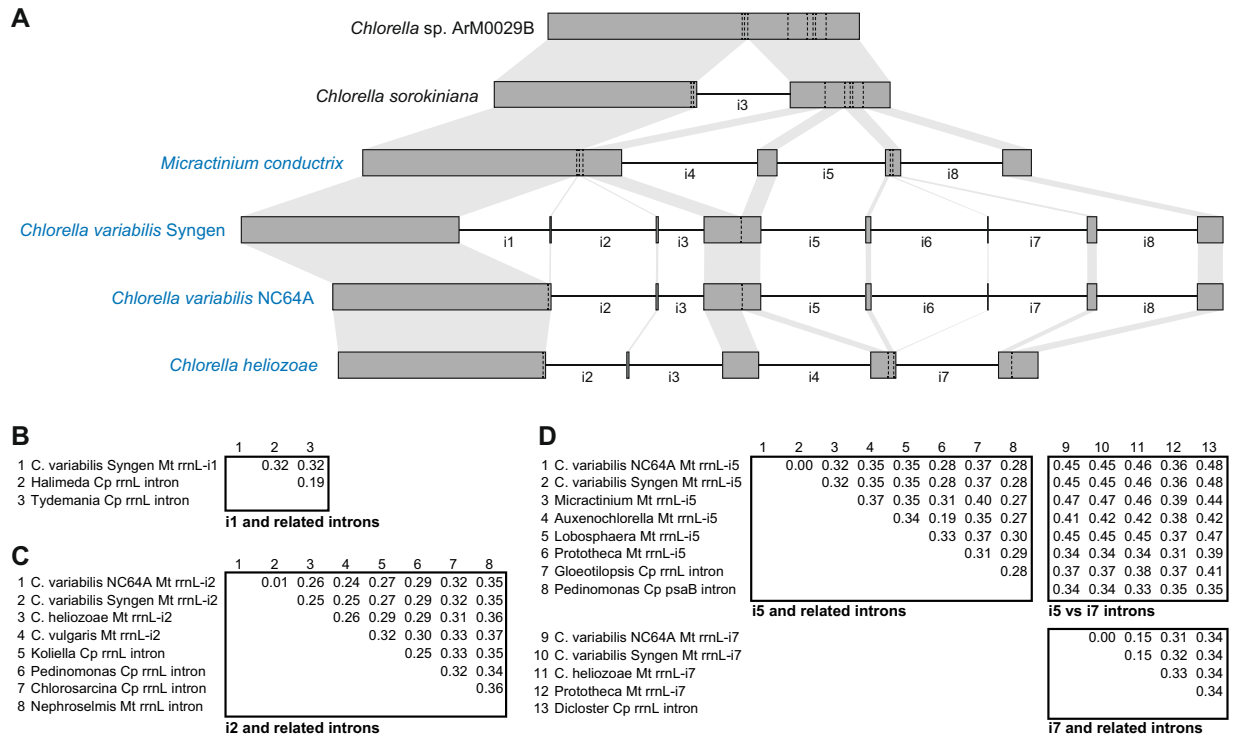 A
Chlorella sp. ArM0029B
Chlorella sorokiniana
i3
Micractinium conductrix
i4 i5 i8
Chlorella variabilis Syngen
i1 i2 i3 i5 i6 i7 i8
Chlorella variabilis NC64A
i2 i3 i5 i6 i7 i8
Chlorella heliozoae
i2 i3 i4 i7
B
1 2 3
1 C. variabilis Syngen Mt rrnL-i1 0.32 0.32
2 Halimeda Cp rrnL intron 0.19
3 Tydemania Cp rrnL intron
i1 and related introns
C
1 2 3 4 5 6 7 8
1 C. variabilis NC64A Mt rrnL-i2 0.01 0.26 0.24 0.27 0.29 0.32 0.35
2 C. variabilis Syngen Mt rrnL-i2 0.25 0.25 0.27 0.29 0.32 0.35
3 C. heliozoae Mt rrnL-i2 0.26 0.29 0.29 0.31 0.36
4 C. vulgaris Mt rrnL-i2 0.32 0.30 0.33 0.37
5 Koliella Cp rrnL intron 0.25 0.33 0.35
6 Pedinomonas Cp rrnL intron 0.32 0.34
7 Chlorosarcina Cp rrnL intron 0.36
8 Nephroselmis Mt rrnL intron
i2 and related introns
D
1 2 3 4 5 6 7 8 9 10 11 12 13
1 C. variabilis NC64A Mt rrnL-i5 0.00 0.32 0.35 0.35 0.28 0.37 0.28 0.45 0.45 0.46 0.36 0.48
2 C. variabilis Syngen Mt rrnL-i5 0.32 0.35 0.35 0.28 0.37 0.28 0.45 0.45 0.46 0.36 0.48
3 Micractinium Mt rrnL-i5 0.37 0.35 0.31 0.40 0.27 0.47 0.47 0.46 0.39 0.44
4 Auxenochlorella Mt rrnL-i5 0.34 0.19 0.35 0.27 0.41 0.42 0.42 0.38 0.42
5 Lobosphaera Mt rrnL-i5 0.33 0.37 0.30 0.45 0.45 0.45 0.37 0.47
6 Prototheca Mt rrnL-i5 0.31 0.29 0.34 0.34 0.34 0.31 0.39
7 Gloeotilopsis Cp rrnL intron 0.28 0.37 0.37 0.38 0.37 0.41
8 Pedinomonas Cp psaB intron 0.34 0.34 0.33 0.35 0.35
i5 and related introns i5 vs i7 introns
9 C. variabilis NC64A Mt rrnL-i7 0.00 0.15 0.31 0.34
10 C. variabilis Syngen Mt rrnL-i7 0.15 0.32 0.34
11 C. heliozoae Mt rrnL-i7 0.33 0.34
12 Prototheca Mt rrnL-i7 0.34
13 Dicloster Cp rrnL intron
i7 and related introns